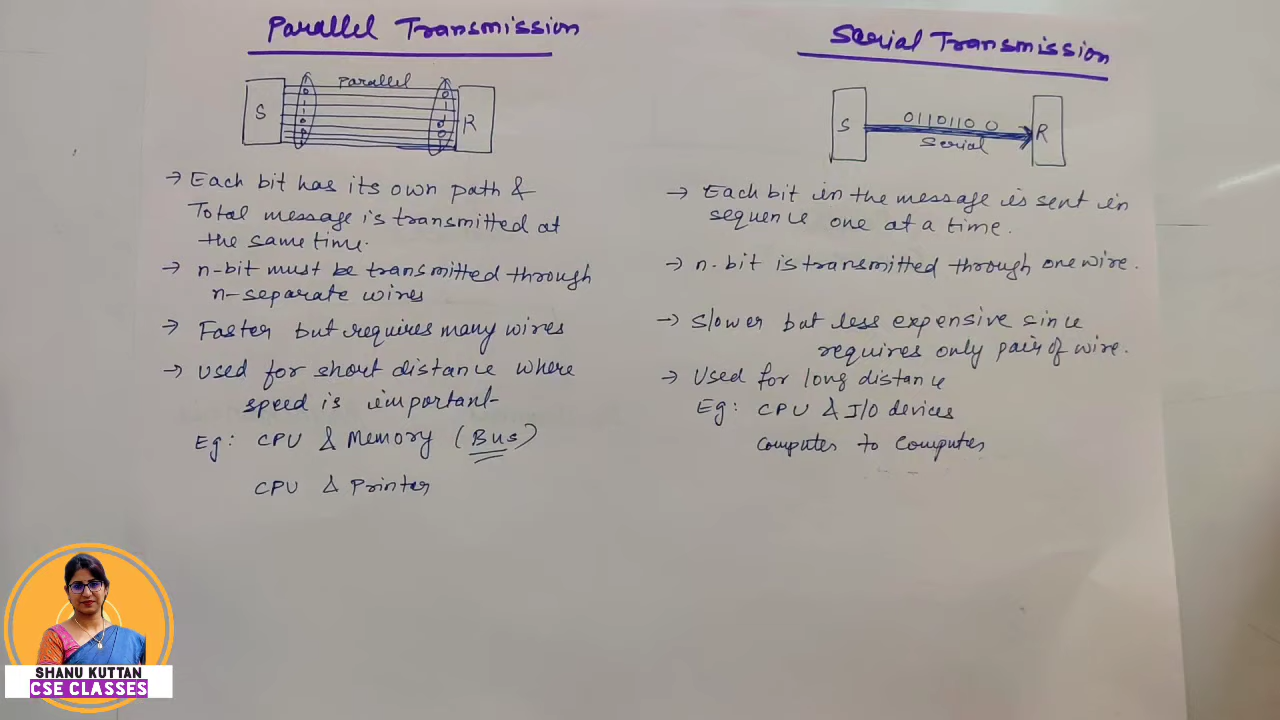 Parallel Transmission
Parallel
S
R
→ Each bit has its own path &
Total message is transmitted at
the same time.
→ n-bit must be transmitted through
n-separate wires
→ Faster but requires many wires
→ used for short distance where
speed is important
Eg: CPU & Memory (Bus)
CPU & Printer
Serial Transmission
S
0110110 0
Serial
R
→ Each bit in the message is sent in
sequence one at a time.
→ n-bit is transmitted through one wire.
→ Slower but less expensive since
requires only pair of wire.
→ Used for long distance
Eg: CPU & I/O devices
Computer to Computer
SHANU KUTTAN
CSE CLASSES